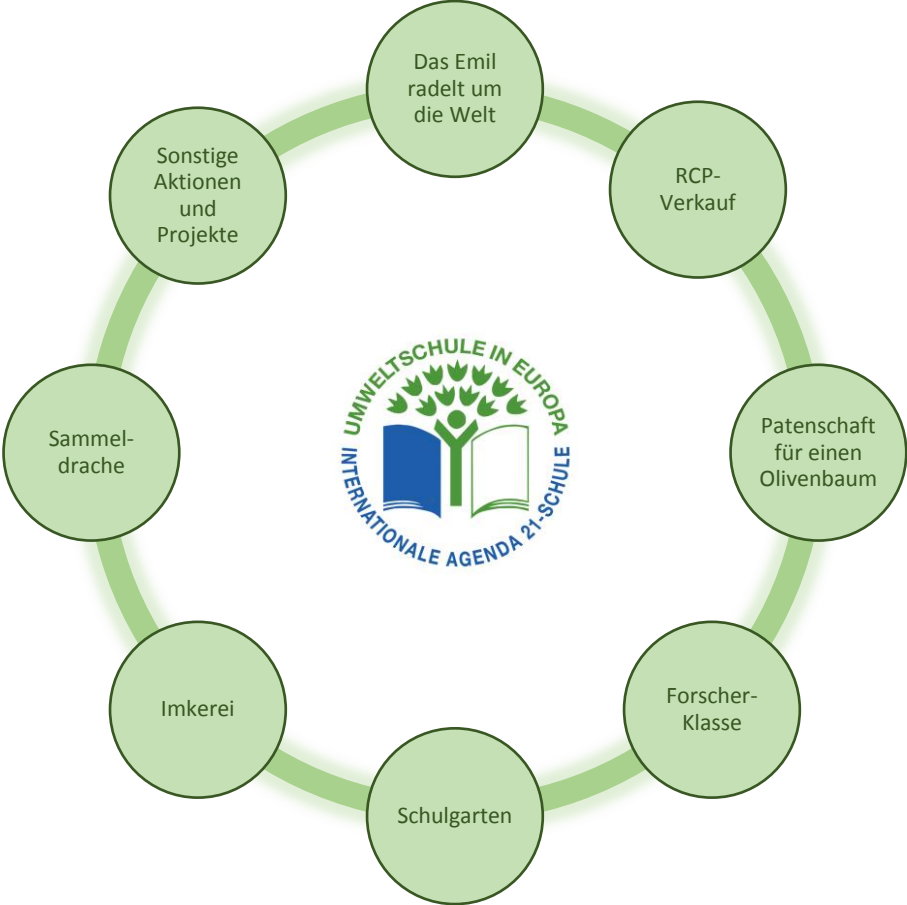 Das Emil
radelt um
die Welt
RCP-
Verkauf
Patenschaft
für einen
Olivenbaum
Forscher-
Klasse
Schulgarten
Imkerei
Sammel-
drache
Sonstige
Aktionen
und
Projekte
UMWELTSCHULE IN EUROPA
INTERNATIONALE AGENDA 21-SCHULE